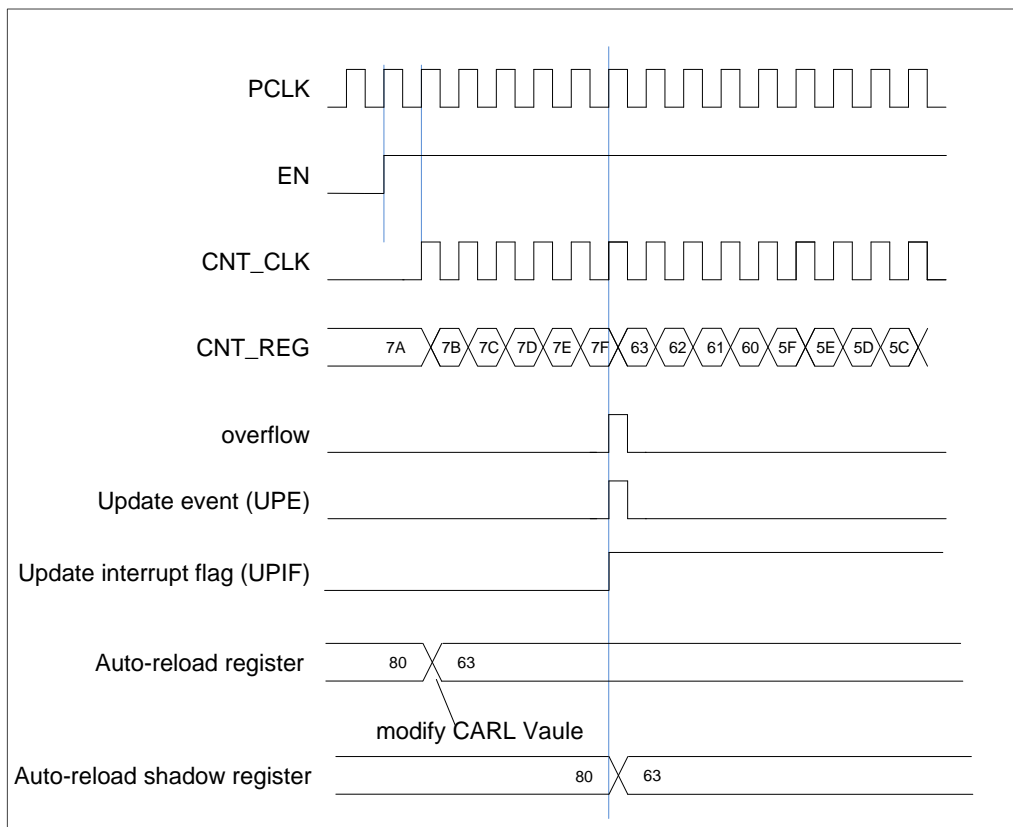 PCLK
EN
CNT_CLK
CNT_REG 7A 7B 7C 7D 7E 7F 63 62 61 60 5F 5E 5D 5C
overflow
Update event (UPE)
Update interrupt flag (UPIF)
Auto-reload register 80 63
modify CARL Vaule
Auto-reload shadow register 80 63